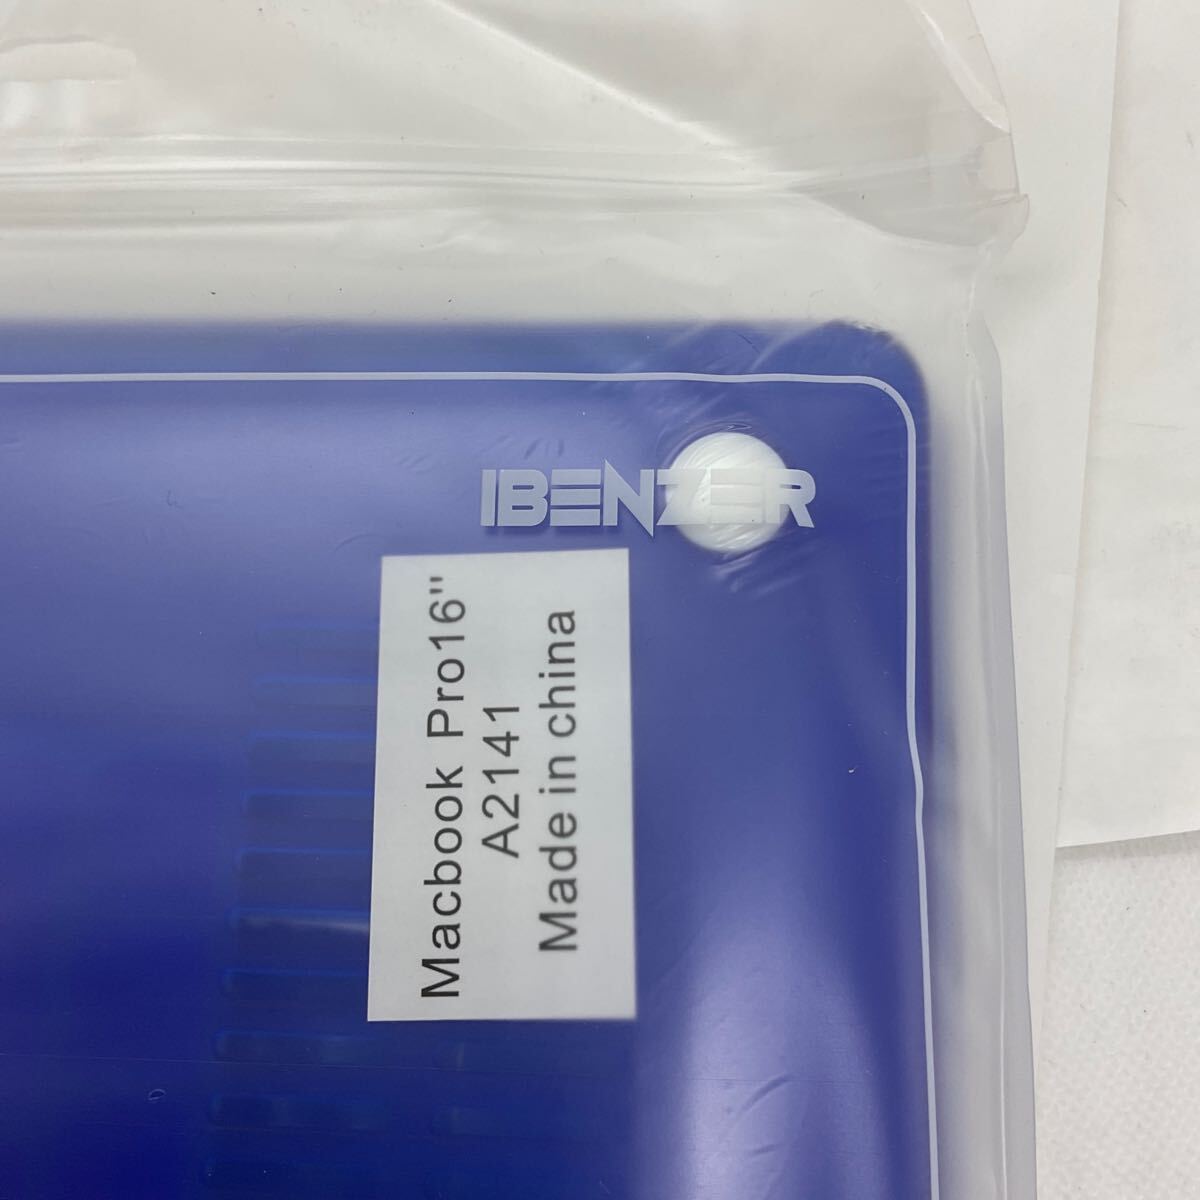 IBENZER
Macbook Pro16"
A2141
Made in china